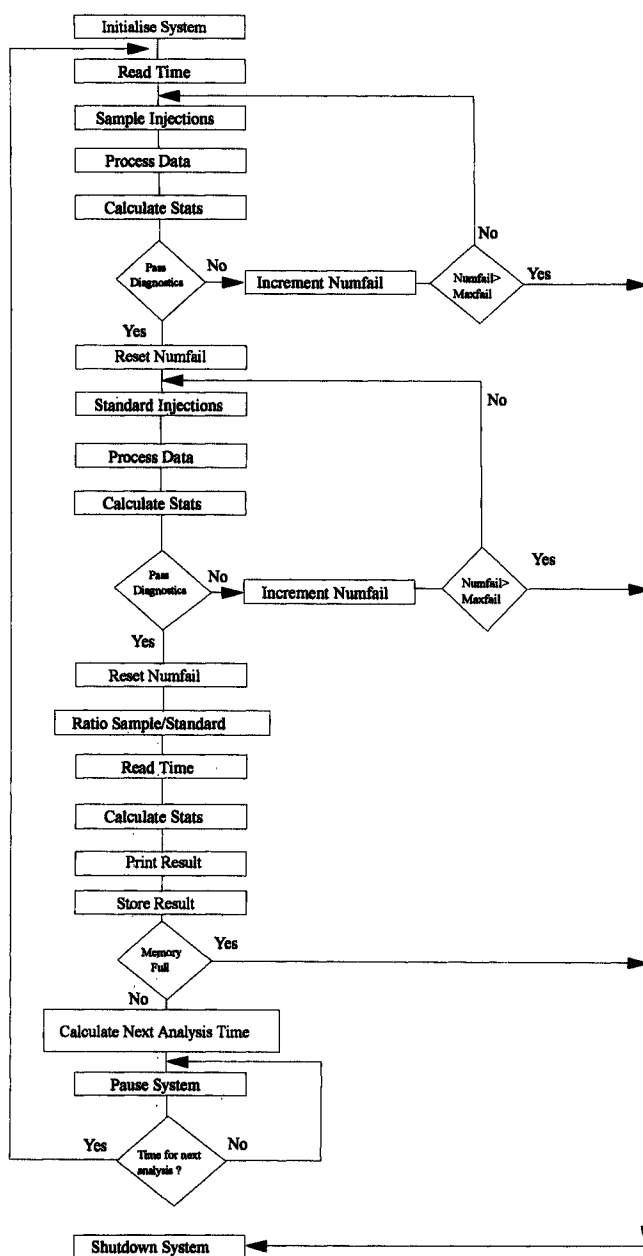 Initialise System
Read Time
Sample Injections
Process Data
Calculate Stats
No
Pass
Diagnostics
No
Increment Numfail
Numfail>
Maxfail
Yes
Yes
Reset Numfail
Standard Injections
No
Process Data
Calculate Stats
Pass
Diagnostics
No
Increment Numfail
Numfail>
Maxfail
Yes
Yes
Reset Numfail
Ratio Sample/Standard
Read Time
Calculate Stats
Print Result
Store Result
Memory
Full
Yes
No
Calculate Next Analysis Time
Pause System
Yes
Time for next
analysis ?
No
Shutdown System